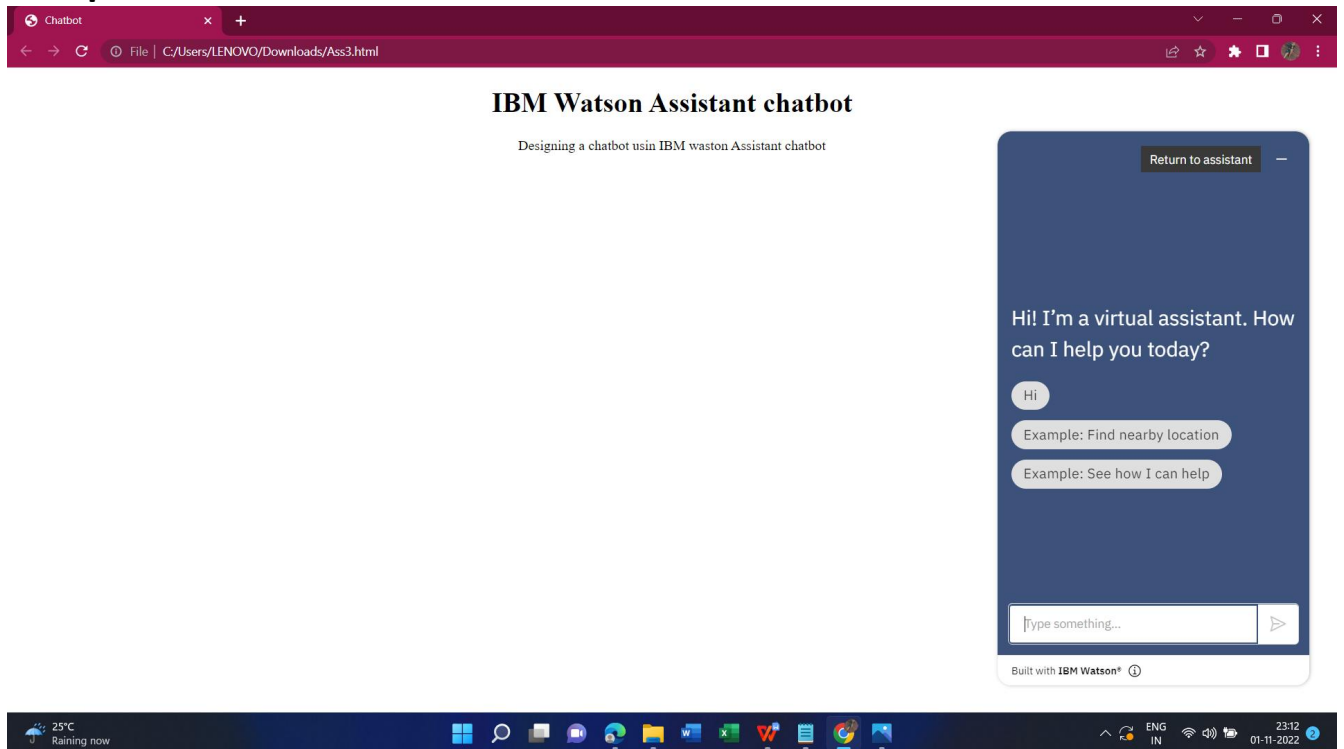 Chatbot
File | C:/Users/LENOVO/Downloads/Ass3.html
IBM Watson Assistant chatbot
Designing a chatbot usin IBM waston Assistant chatbot
Return to assistant
Hi! I'm a virtual assistant. How
can I help you today?
Hi
Example: Find nearby location
Example: See how I can help
Type something...
Built with IBM Watson®
25°C
Raining now
ENG
IN
23:12
01-11-2022
2